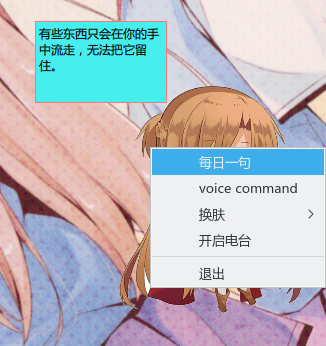 有些东西只会在你的手
中流走，无法把它留
住。
每日一句
voice command
换肤
开启电台
退出